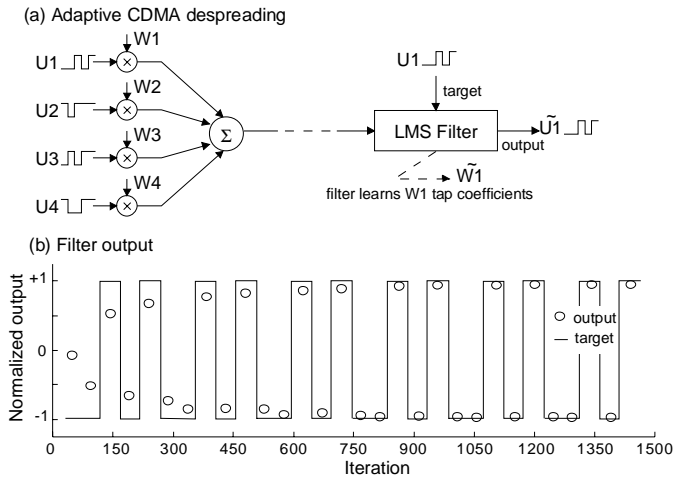 (a) Adaptive CDMA despreading
W1
U1
×
W2
U2
×
W3
U3
×
W4
U4
×
Σ
U1
target
LMS Filter
output
Ũ1
W̃1
filter learns W1 tap coefficients
(b) Filter output
Normalized output
+1
0
-1
output
target
0 150 300 450 600 750 900 1050 1200 1350 1500
Iteration